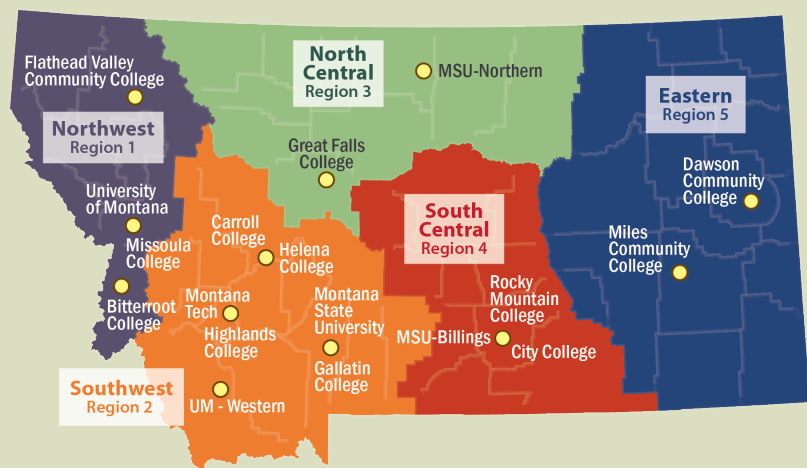 Flathead Valley
Community College
Northwest
Region 1
University
of Montana
Missoula
College
Bitterroot
College
North
Central
Region 3
MSU-Northern
Great Falls
College
Eastern
Region 5
Dawson
Community
College
Miles
Community
College
South
Central
Region 4
Rocky
Mountain
College
MSU-Billings
City College
Carroll
College
Helena
College
Montana
Tech
Highlands
College
Montana
State
University
Gallatin
College
Southwest
Region 2
UM - Western